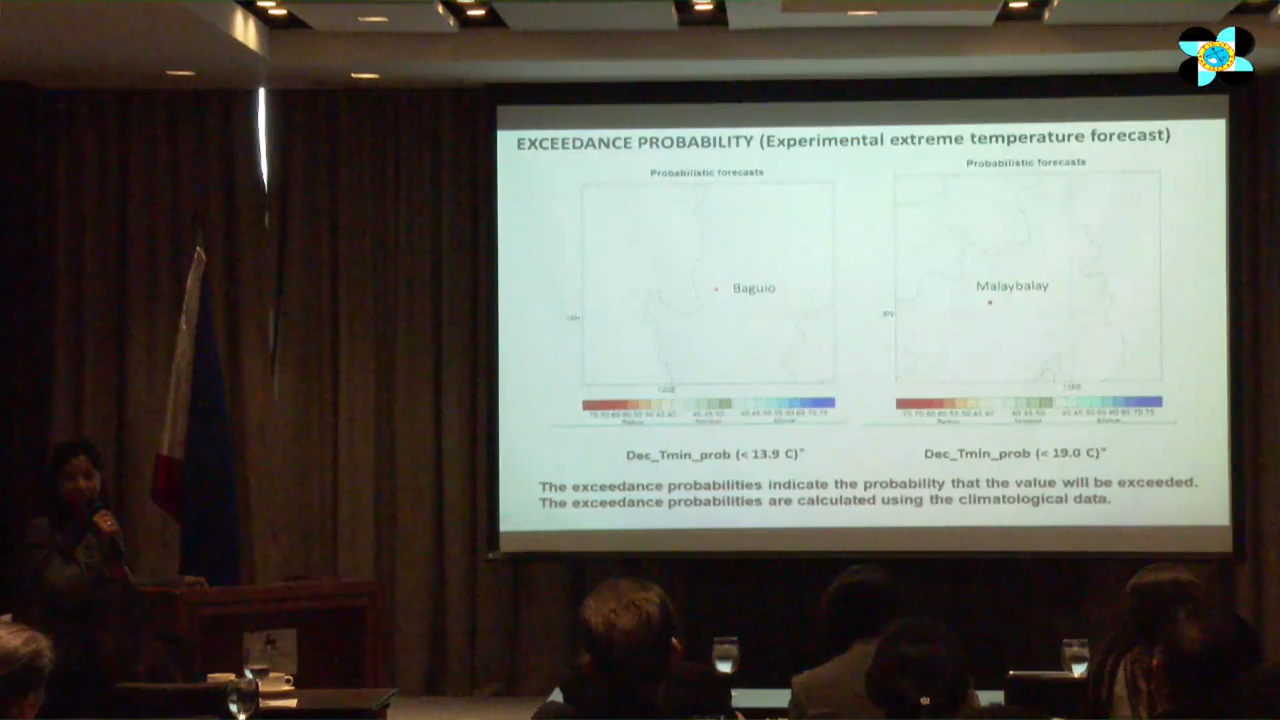 EXCEEDANCE PROBABILITY (Experimental extreme temperature forecast)
Probabilistic forecasts
Probabilistic forecasts
Baguio
Malaybalay
Dec_Tmin_prob (< 13.9 C)°
Dec_Tmin_prob (< 19.0 C)°
The exceedance probabilities indicate the probability that the value will be exceeded.
The exceedance probabilities are calculated using the climatological data.